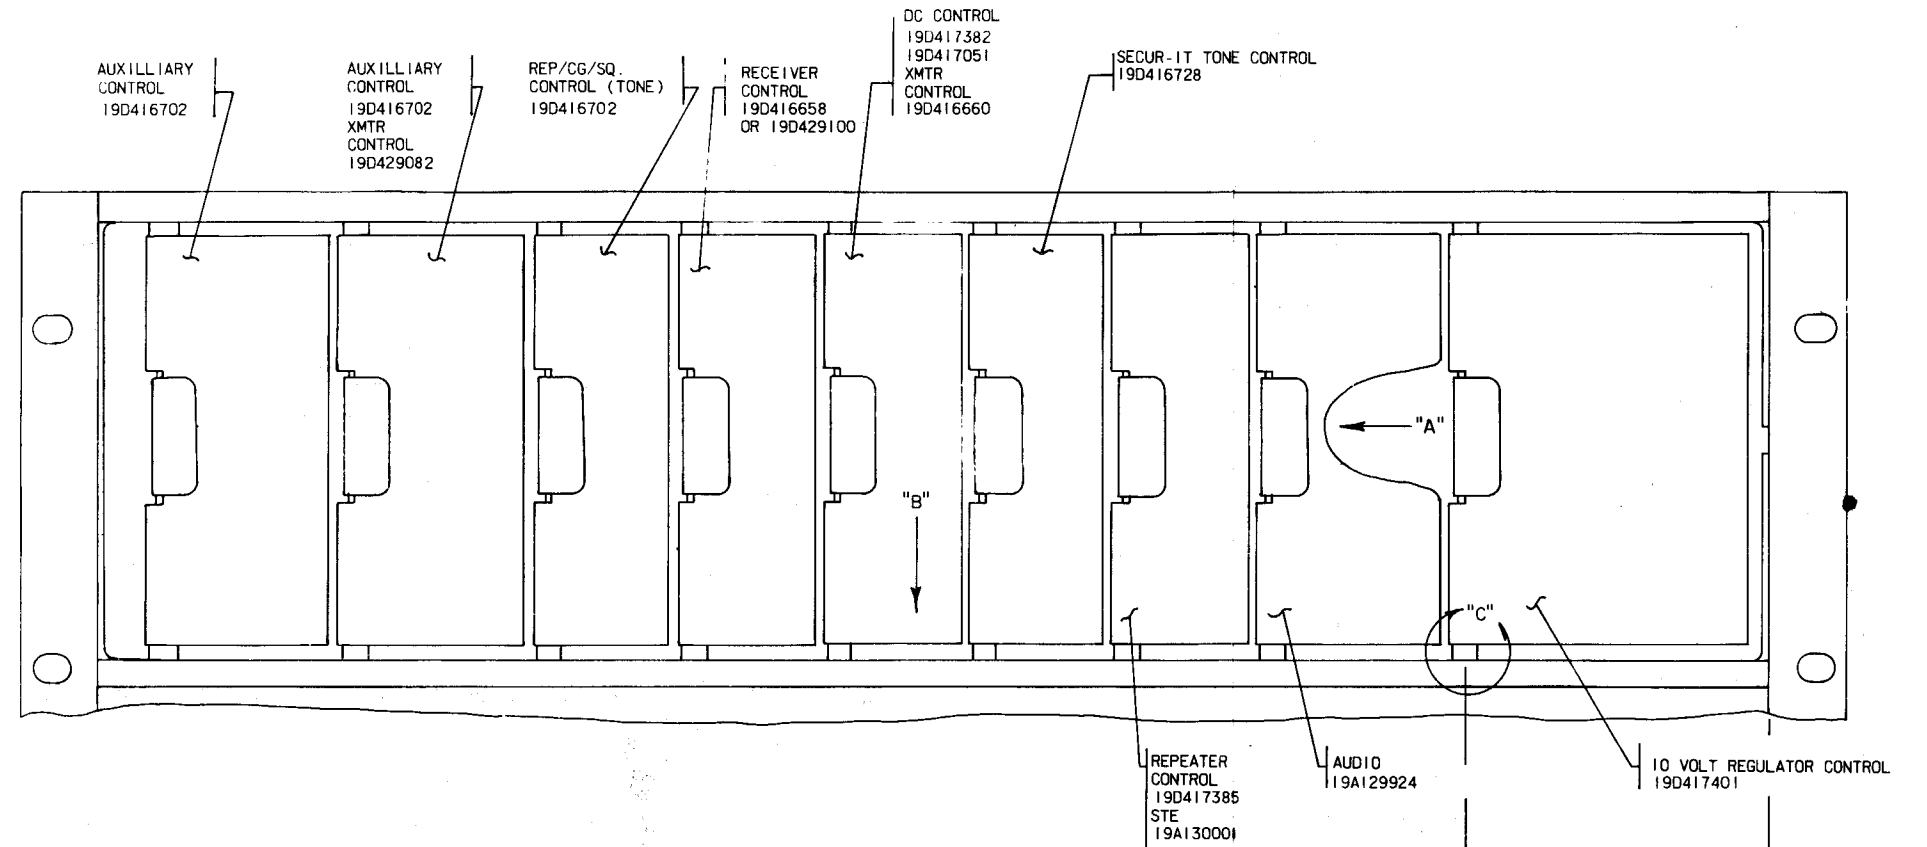 AUXILLIARY
CONTROL
19D416702
AUXILLIARY
CONTROL
19D416702
XMTR
CONTROL
19D429082
REP/CG/SQ.
CONTROL (TONE)
19D416702
RECEIVER
CONTROL
19D416658
OR 19D429100
DC CONTROL
19D417382
19D417051
XMTR
CONTROL
19D416660
SECUR-IT TONE CONTROL
19D416728
"A"
"B"
"C"
REPEATER
CONTROL
19D417385
STE
19A130001
AUDIO
19A129924
10 VOLT REGULATOR CONTROL
19D417401